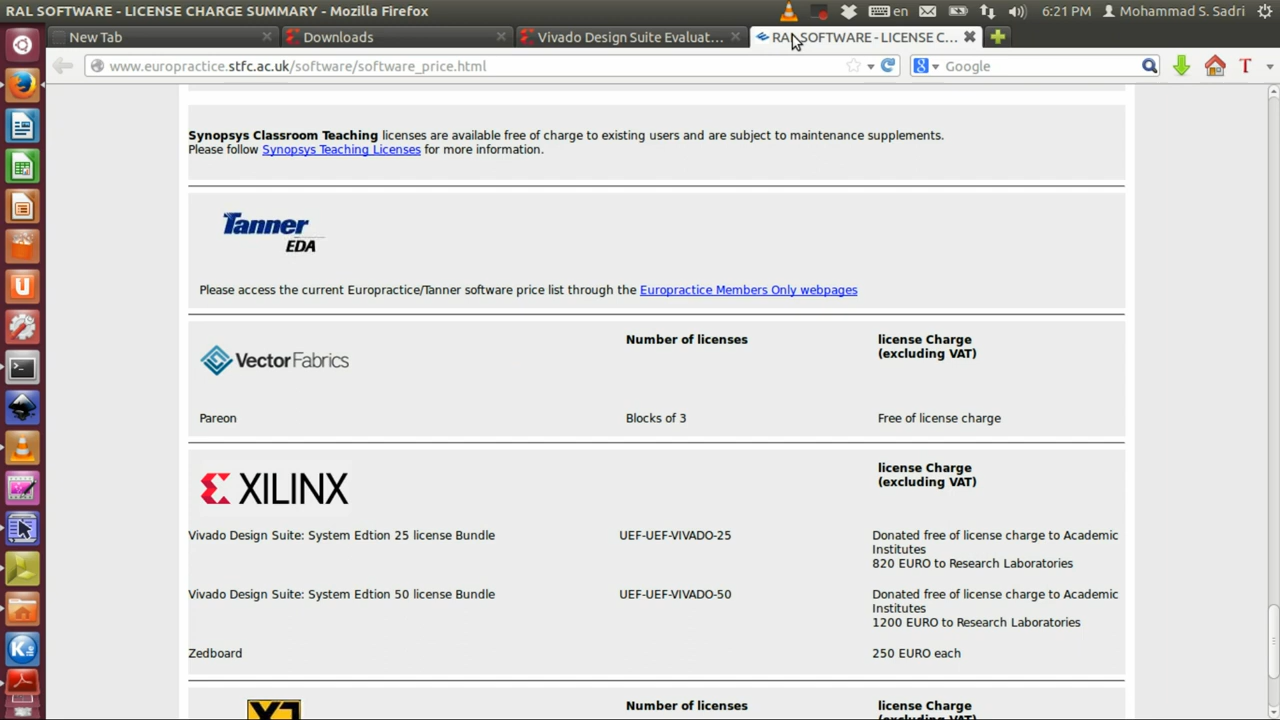 RAL SOFTWARE - LICENSE CHARGE SUMMARY - Mozilla Firefox
en
6:21 PM
Mohammad S. Sadri
New Tab
Downloads
Vivado Design Suite Evaluat...
RAL SOFTWARE - LICENSE C...
www.europractice.stfc.ac.uk/software/software_price.html
Google
Synopsys Classroom Teaching licenses are available free of charge to existing users and are subject to maintenance supplements.
Please follow Synopsys Teaching Licenses for more information.
Tanner
EDA
Please access the current Europractice/Tanner software price list through the Europractice Members Only webpages
VectorFabrics
Number of licenses
license Charge
(excluding VAT)
Pareon
Blocks of 3
Free of license charge
XILINX
license Charge
(excluding VAT)
Vivado Design Suite: System Edtion 25 license Bundle
UEF-UEF-VIVADO-25
Donated free of license charge to Academic
Institutes
820 EURO to Research Laboratories
Vivado Design Suite: System Edtion 50 license Bundle
UEF-UEF-VIVADO-50
Donated free of license charge to Academic
Institutes
1200 EURO to Research Laboratories
Zedboard
250 EURO each
Number of licenses
license Charge
(excluding VAT)